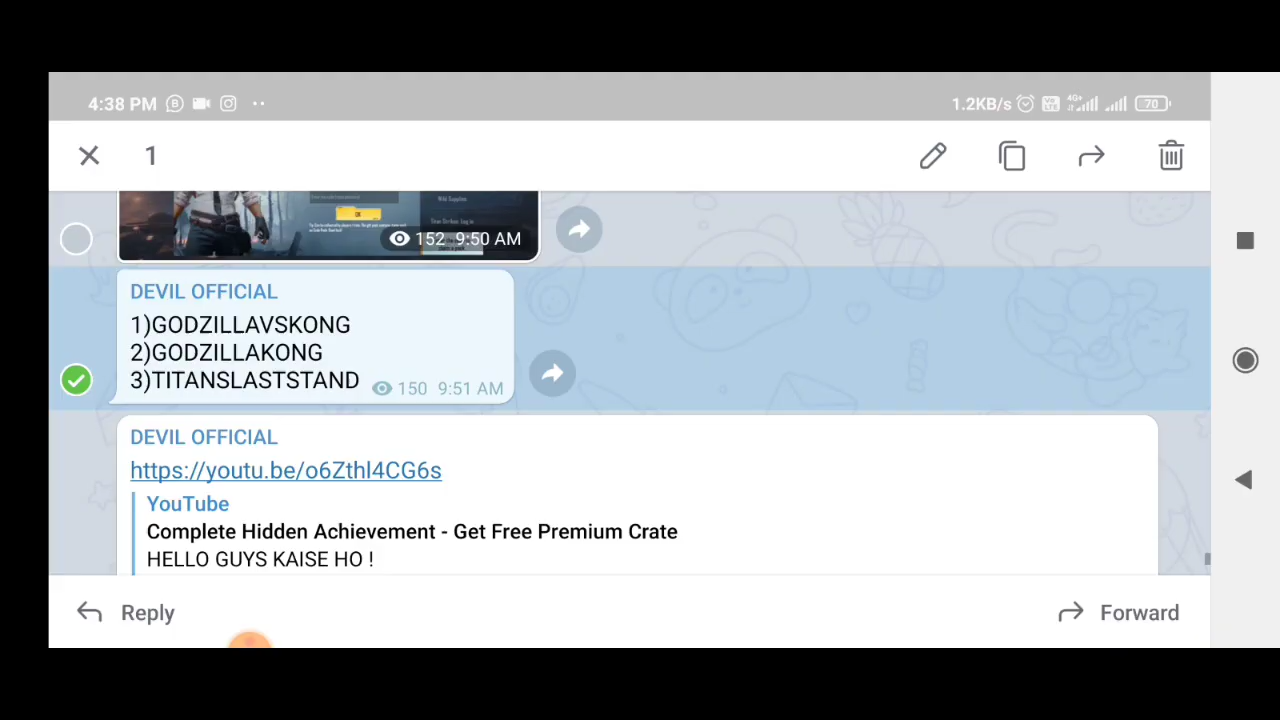 4:38 PM
1.2KB/s 4G+ 70
1
OK
152 9:50 AM
DEVIL OFFICIAL
1)GODZILLAVSKONG
2)GODZILLAKONG
3)TITANSLASTSTAND
150 9:51 AM
DEVIL OFFICIAL
https://youtu.be/o6Zthl4CG6s
YouTube
Complete Hidden Achievement - Get Free Premium Crate
HELLO GUYS KAISE HO !
Reply
Forward